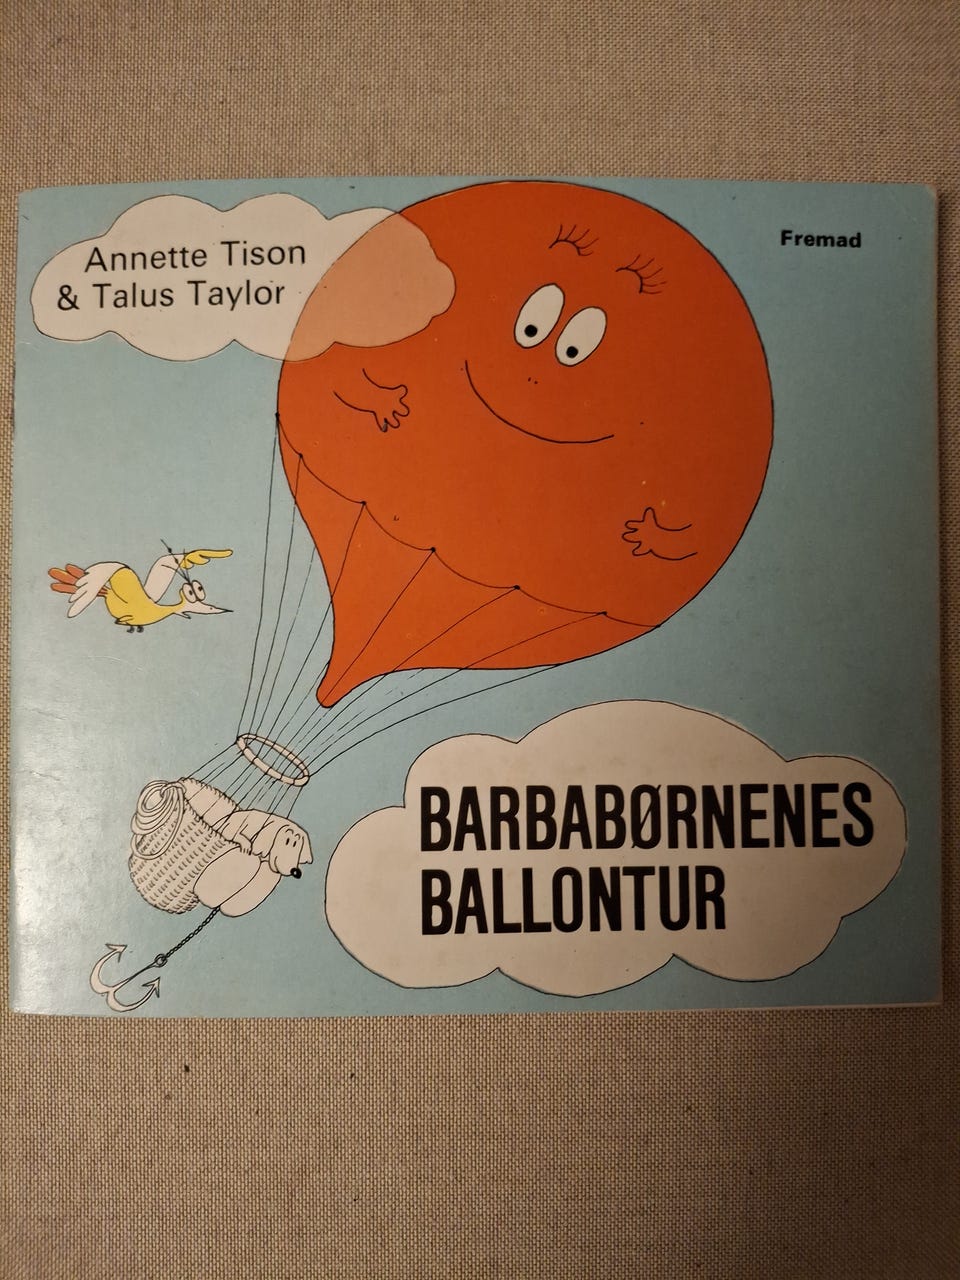 Annette Tison
& Talus Taylor
Fremad
BARBABØRNENES
BALLONTUR